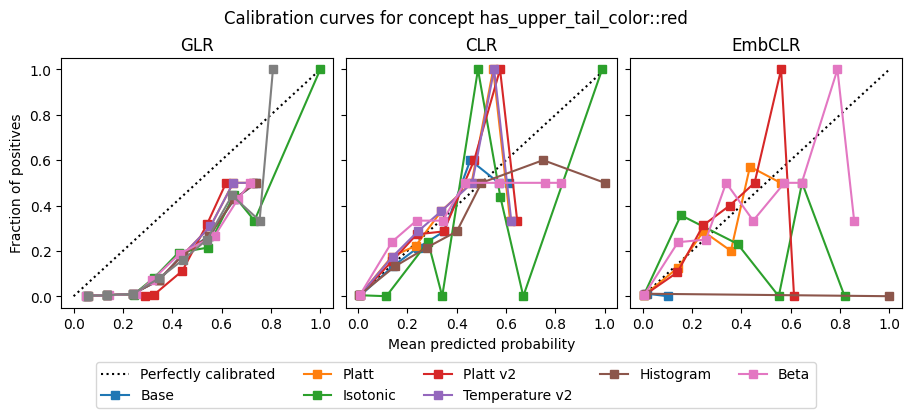 Calibration curves for concept has_upper_tail_color::red
GLR
CLR
EmbCLR
Fraction of positives
1.0
0.8
0.6
0.4
0.2
0.0
0.0 0.2 0.4 0.6 0.8 1.0
0.0 0.2 0.4 0.6 0.8 1.0
0.0 0.2 0.4 0.6 0.8 1.0
Mean predicted probability
Perfectly calibrated
Base
Platt
Isotonic
Platt v2
Temperature v2
Histogram
Beta